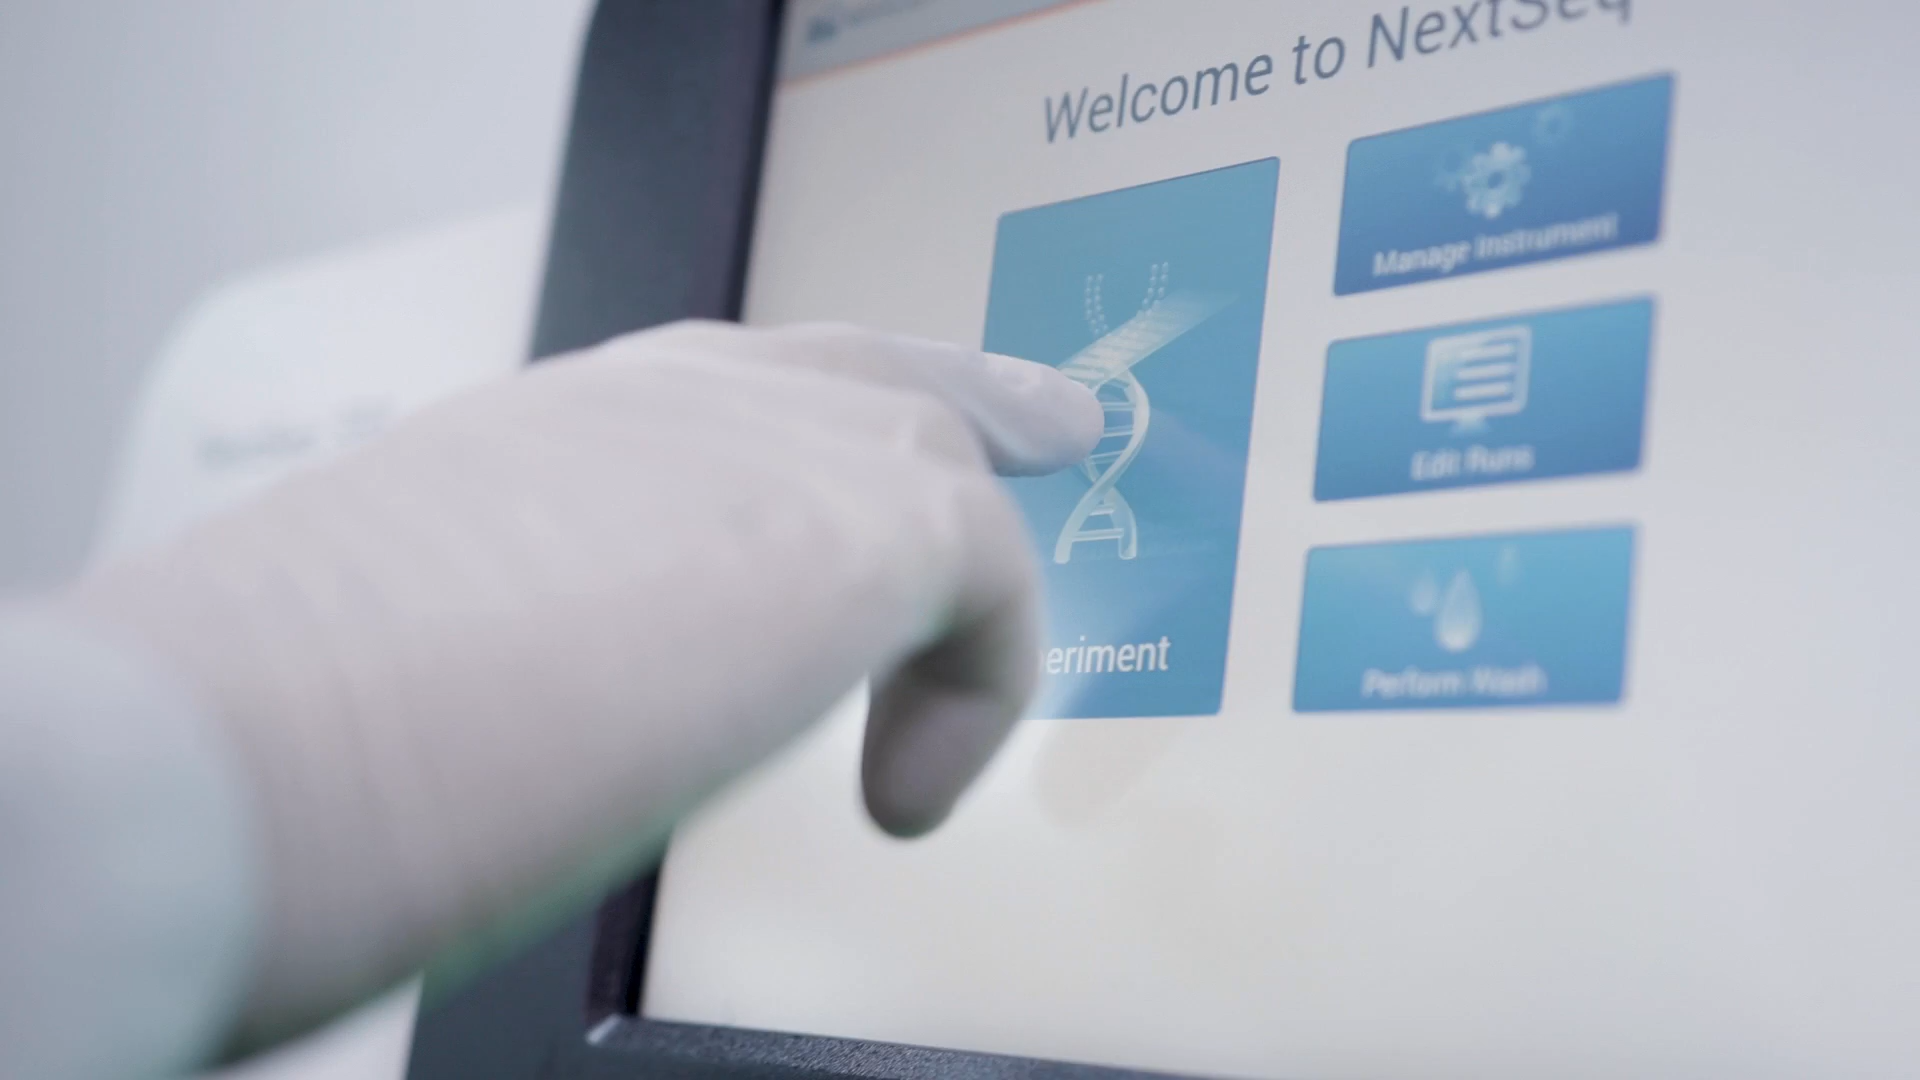 Welcome to NextSeq
Manage Instrument
Edit Runs
eriment
Perform Wash